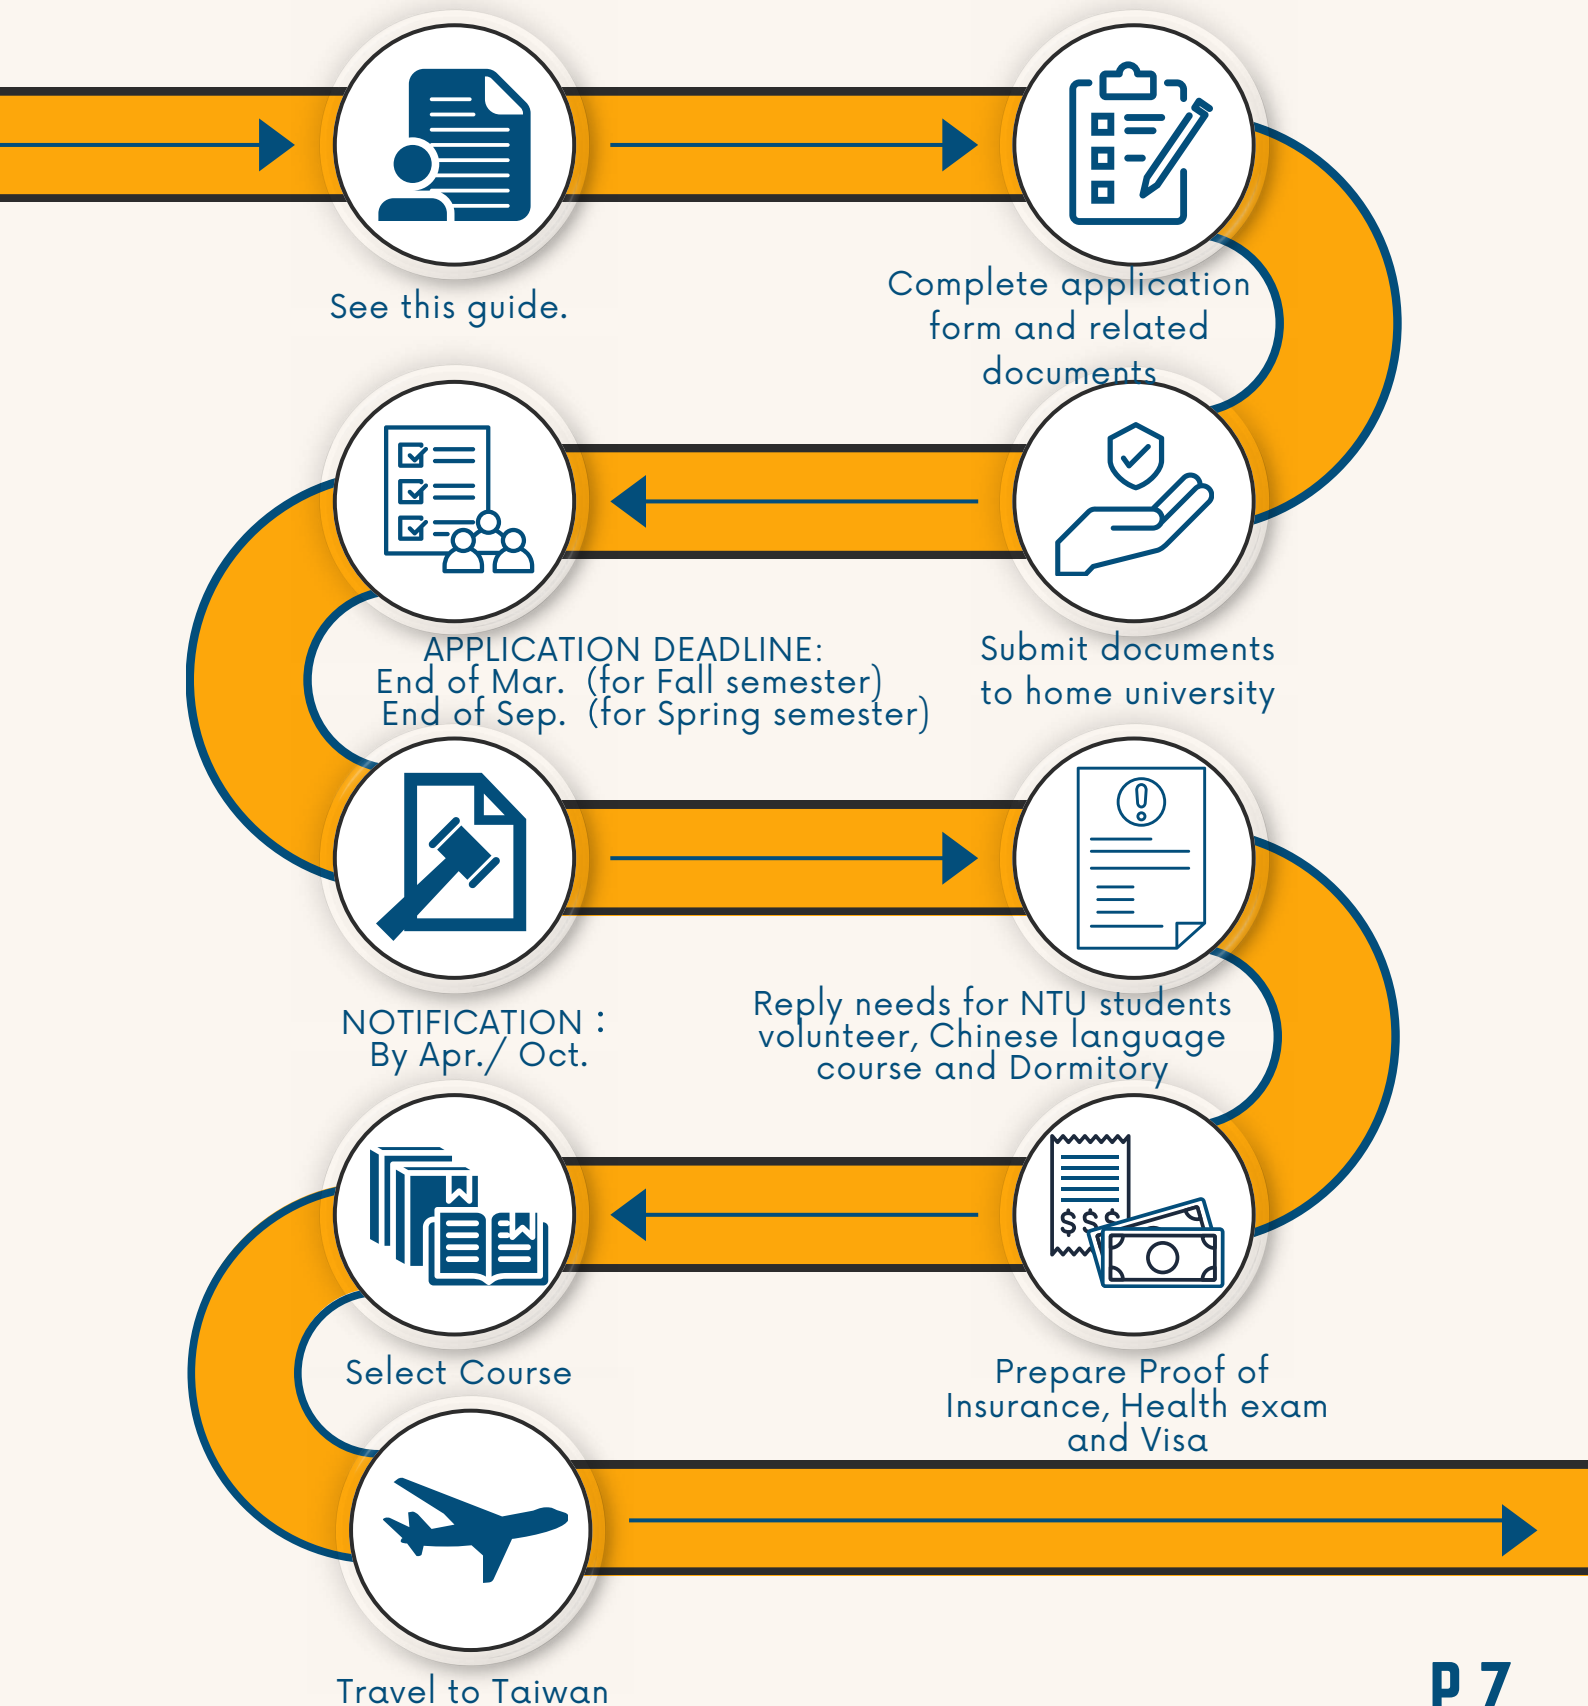 See this guide.
Complete application
form and related
documents
APPLICATION DEADLINE:
End of Mar. (for Fall semester)
End of Sep. (for Spring semester)
Submit documents
to home university
NOTIFICATION :
By Apr./ Oct.
Reply needs for NTU students
volunteer, Chinese language
course and Dormitory
$$$
Select Course
Prepare Proof of
Insurance, Health exam
and Visa
Travel to Taiwan
P 7